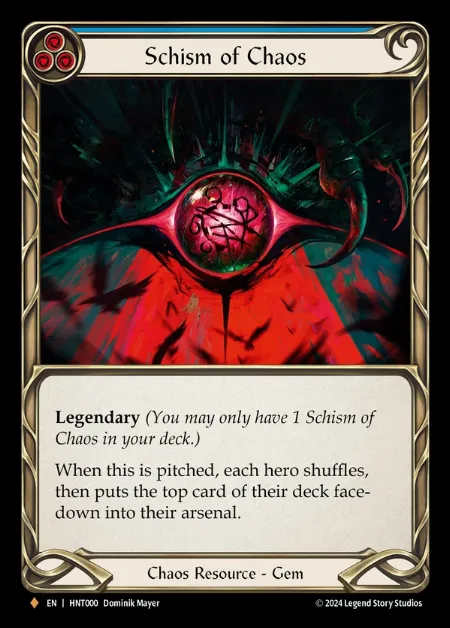 Schism of Chaos
Legendary (You may only have 1 Schism of
Chaos in your deck.)
When this is pitched, each hero shuffles,
then puts the top card of their deck face-
down into their arsenal.
Chaos Resource - Gem
EN | HNT000 Dominik Mayer
© 2024 Legend Story Studios